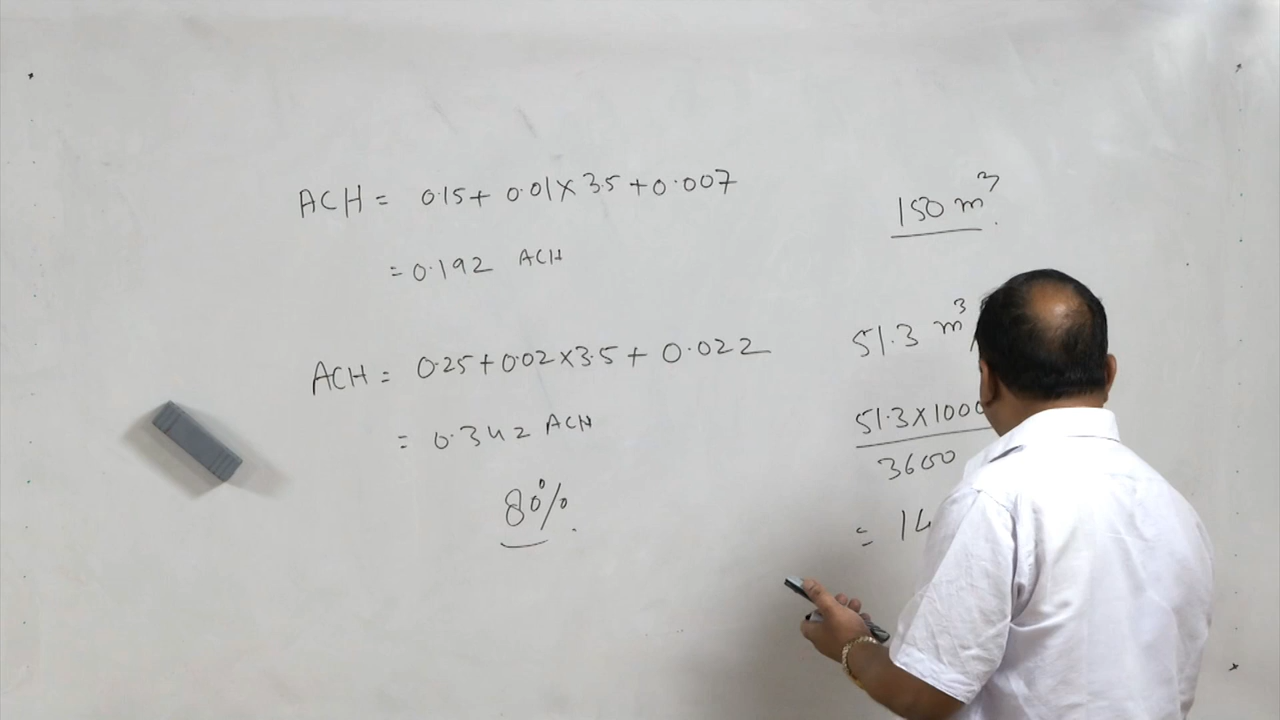 ACH = 0.15 + 0.01 × 3.5 + 0.007
= 0.192 ACH
ACH = 0.25 + 0.02 × 3.5 + 0.022
= 0.342 ACH
80%
150 m³
51.3 m³
51.3 × 1000
3600
= 14